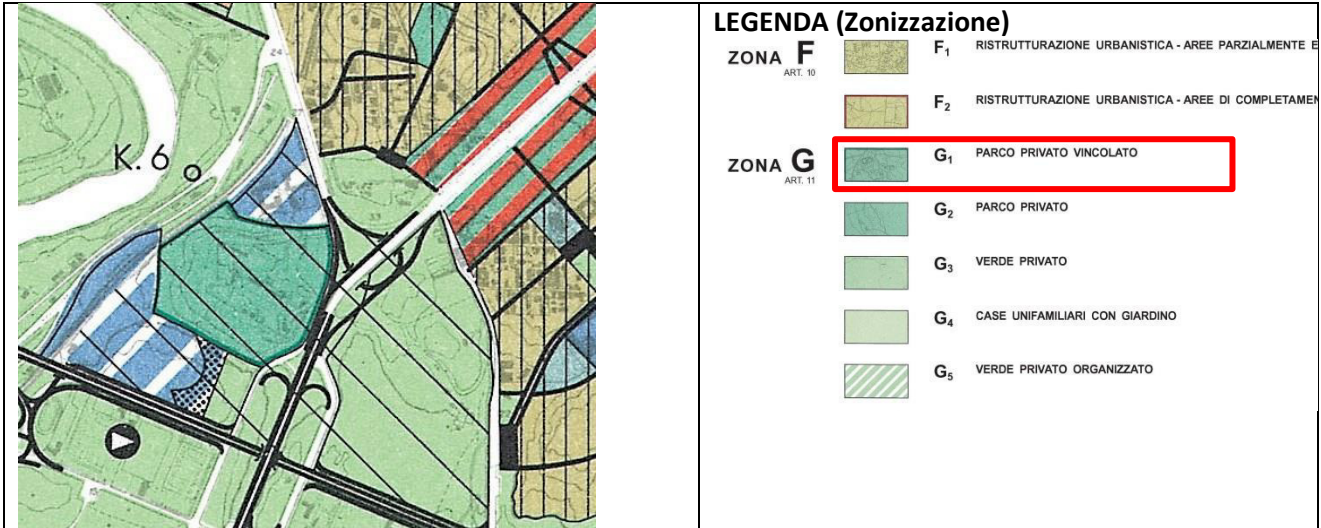 LEGENDA (Zonizzazione)
ZONA F
ART. 10
F1 RISTRUTTURAZIONE URBANISTICA - AREE PARZIALMENTE E
F2 RISTRUTTURAZIONE URBANISTICA - AREE DI COMPLETAMEN
ZONA G
ART. 11
G1 PARCO PRIVATO VINCOLATO
G2 PARCO PRIVATO
G3 VERDE PRIVATO
G4 CASE UNIFAMILIARI CON GIARDINO
G5 VERDE PRIVATO ORGANIZZATO
24
K. 6
33